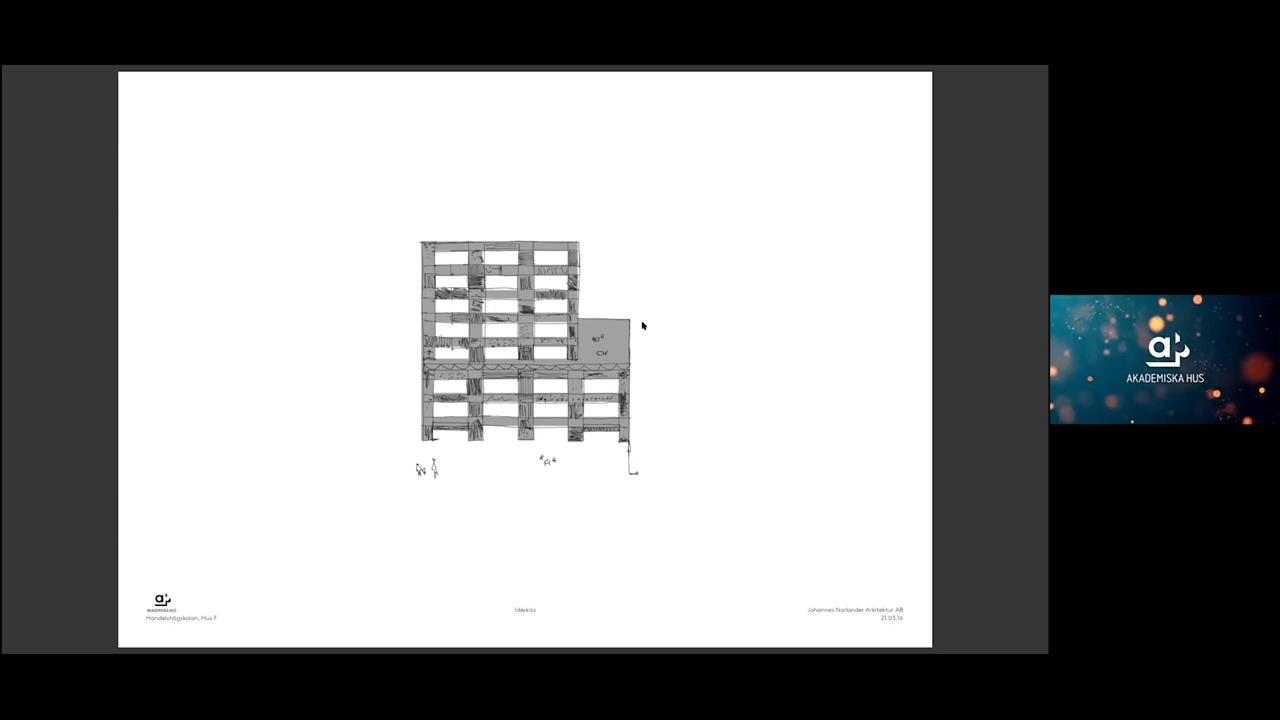 AKADEMISKA HUS
Handelshögskolan, Hus F
Idéskiss
Johannes Norlander Arkitektur AB
21.03.16
AKADEMISKA HUS